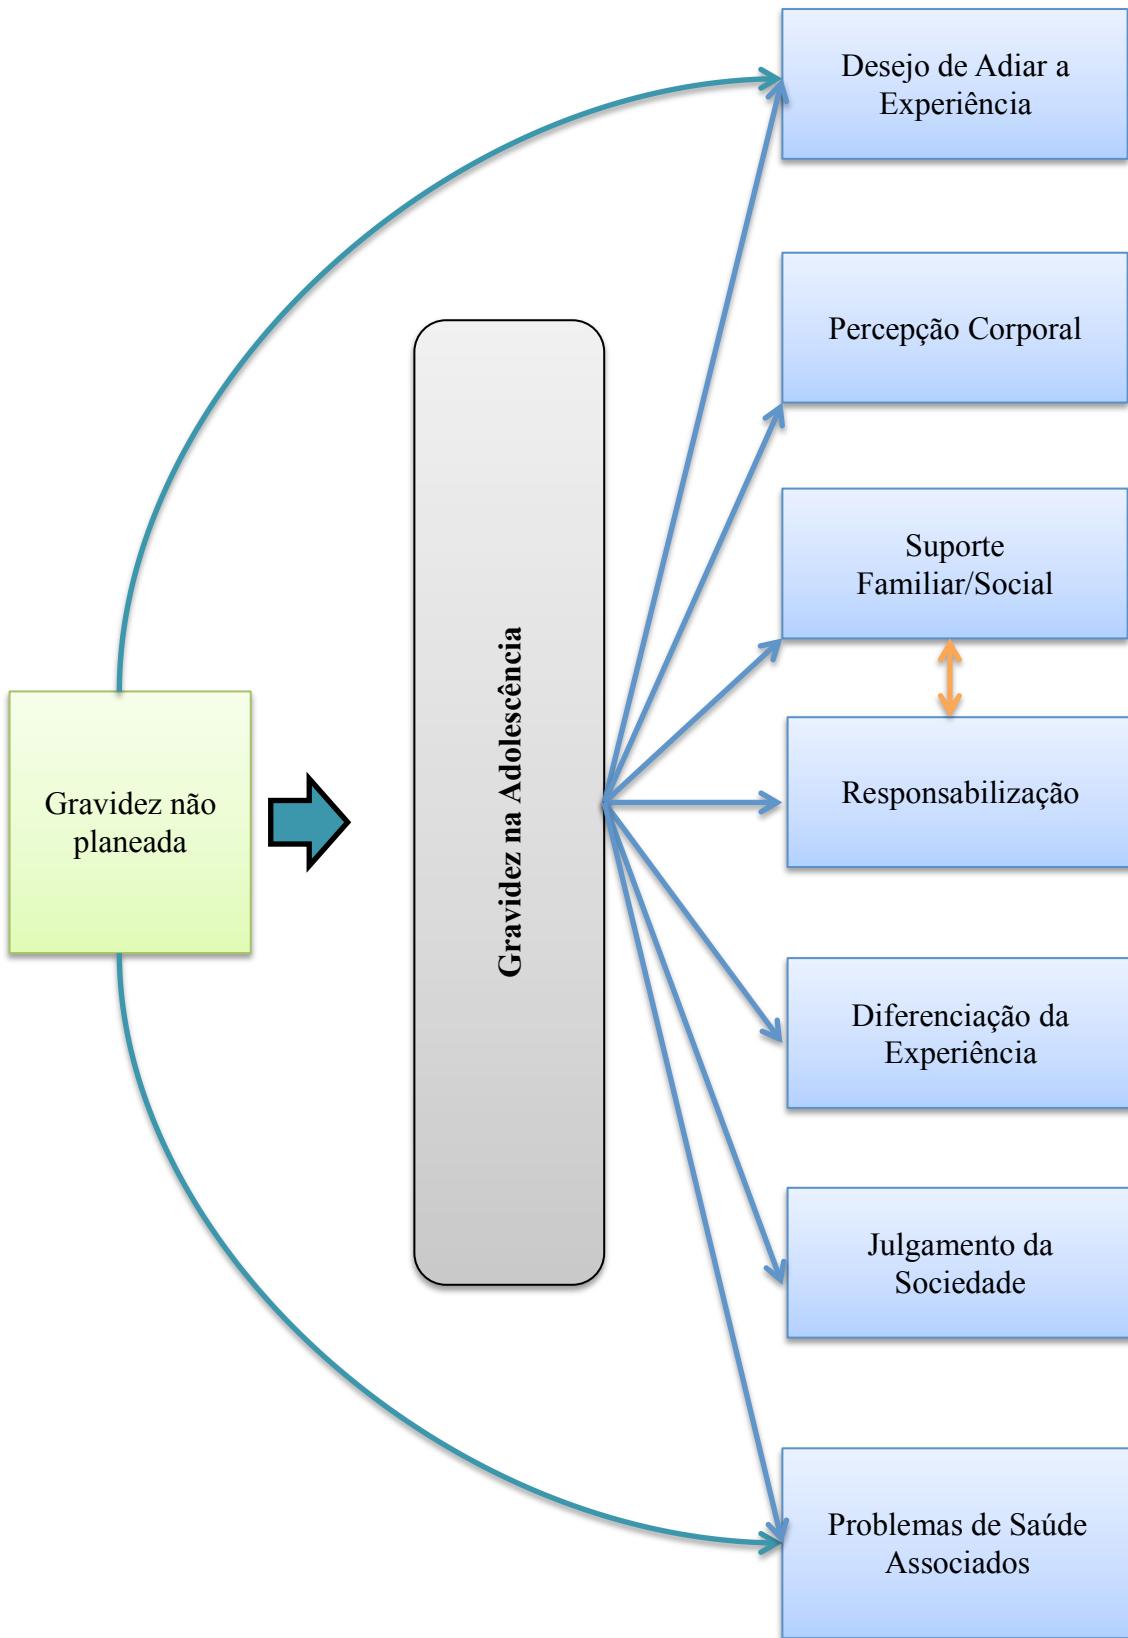 Desejo de Adiar a
Experiência
Percepção Corporal
Suporte
Familiar/Social
Gravidez na Adolescência
Gravidez não
planeada
Responsabilização
Diferenciação da
Experiência
Julgamento da
Sociedade
Problemas de Saúde
Associados